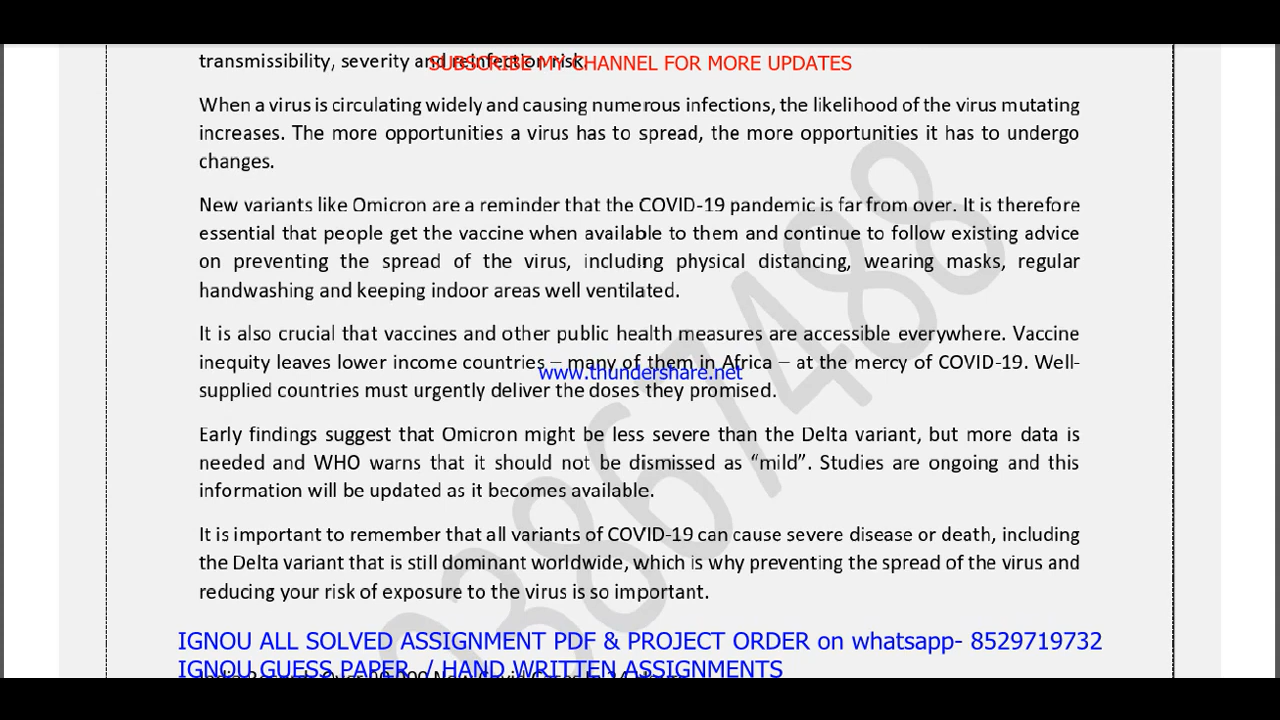 transmissibility, severity and reinfection risk.
SUBSCRIBE MY CHANNEL FOR MORE UPDATES
When a virus is circulating widely and causing numerous infections, the likelihood of the virus mutating
increases. The more opportunities a virus has to spread, the more opportunities it has to undergo
changes.
New variants like Omicron are a reminder that the COVID-19 pandemic is far from over. It is therefore
essential that people get the vaccine when available to them and continue to follow existing advice
on preventing the spread of the virus, including physical distancing, wearing masks, regular
handwashing and keeping indoor areas well ventilated.
It is also crucial that vaccines and other public health measures are accessible everywhere. Vaccine
inequity leaves lower income countries – many of them in Africa – at the mercy of COVID-19. Well-
www.thundershare.net
supplied countries must urgently deliver the doses they promised.
Early findings suggest that Omicron might be less severe than the Delta variant, but more data is
needed and WHO warns that it should not be dismissed as “mild”. Studies are ongoing and this
information will be updated as it becomes available.
It is important to remember that all variants of COVID-19 can cause severe disease or death, including
the Delta variant that is still dominant worldwide, which is why preventing the spread of the virus and
reducing your risk of exposure to the virus is so important.
IGNOU ALL SOLVED ASSIGNMENT PDF & PROJECT ORDER on whatsapp- 8529719732
IGNOU GUESS PAPER / HAND WRITTEN ASSIGNMENTS